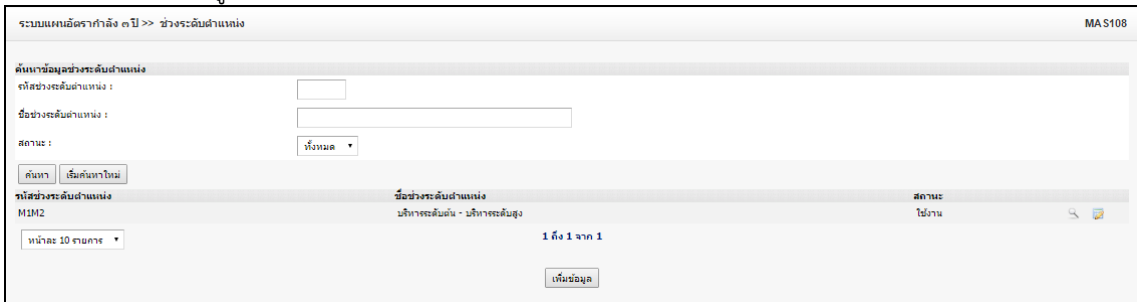 ระบบแผนอัตรากำลัง ๓ ปี >> ช่วงระดับตำแหน่ง MAS108
ค้นหาข้อมูลช่วงระดับตำแหน่ง
รหัสช่วงระดับตำแหน่ง :
ชื่อช่วงระดับตำแหน่ง :
สถานะ : ทั้งหมด
ค้นหา เริ่มค้นหาใหม่
รหัสช่วงระดับตำแหน่ง ชื่อช่วงระดับตำแหน่ง สถานะ
M1M2 บริหารระดับต้น - บริหารระดับสูง ใช้งาน
หน้าละ 10 รายการ 1 ถึง 1 จาก 1
เพิ่มข้อมูล